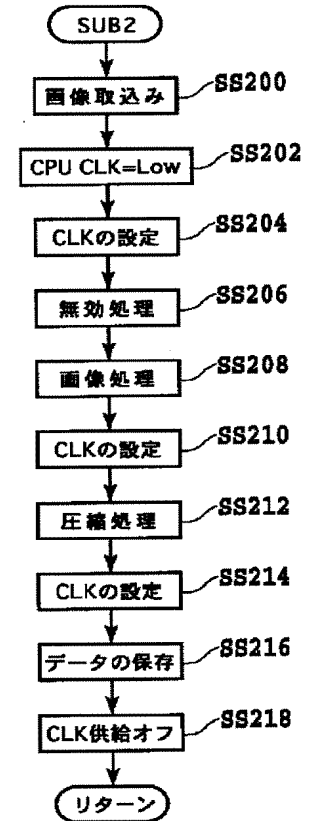 SUB2
画像取込み
SS200
CPU CLK=Low
SS202
CLKの設定
SS204
無効処理
SS206
画像処理
SS208
CLKの設定
SS210
圧縮処理
SS212
CLKの設定
SS214
データの保存
SS216
CLK供給オフ
SS218
リターン